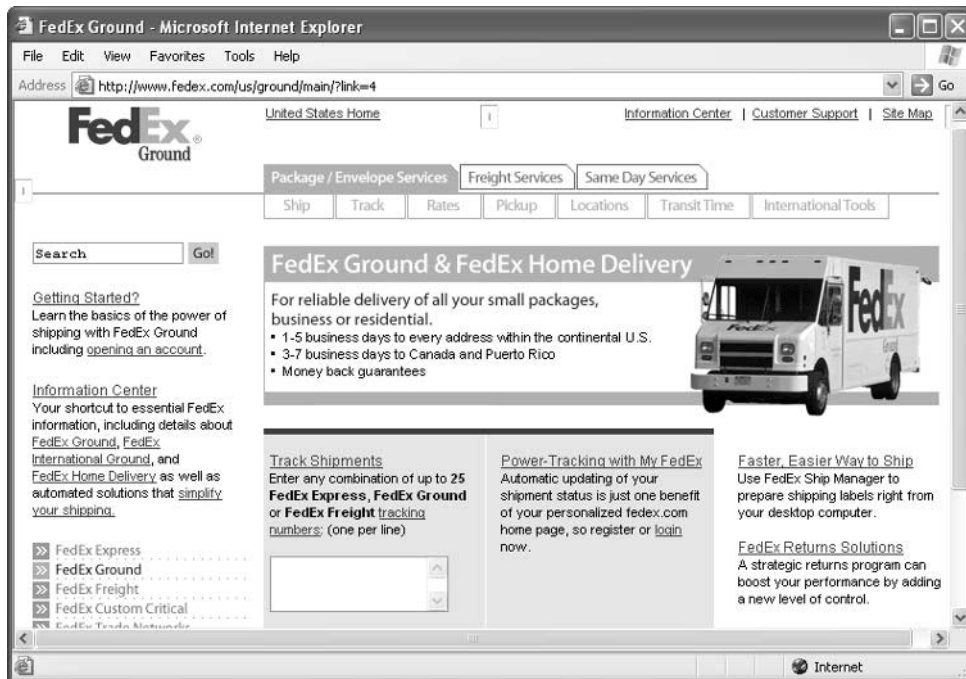 FedEx Ground - Microsoft Internet Explorer
File Edit View Favorites Tools Help
Address http://www.fedex.com/us/ground/main/?link=4 Go
FedEx®
Ground
United States Home
Information Center | Customer Support | Site Map
Package / Envelope Services Freight Services Same Day Services
Ship Track Rates Pickup Locations Transit Time International Tools
Search Go!
Getting Started?
Learn the basics of the power of
shipping with FedEx Ground
including opening an account.
Information Center
Your shortcut to essential FedEx
information, including details about
FedEx Ground, FedEx
International Ground, and
FedEx Home Delivery as well as
automated solutions that simplify
your shipping.
FedEx Express
FedEx Ground
FedEx Freight
FedEx Custom Critical
FedEx Trade Networks
FedEx Ground & FedEx Home Delivery
For reliable delivery of all your small packages,
business or residential.
▪ 1-5 business days to every address within the continental U.S.
▪ 3-7 business days to Canada and Puerto Rico
▪ Money back guarantees
FedEx
FedEx
Ground
Track Shipments
Enter any combination of up to 25
FedEx Express, FedEx Ground
or FedEx Freight tracking
numbers: (one per line)
Power-Tracking with My FedEx
Automatic updating of your
shipment status is just one benefit
of your personalized fedex.com
home page, so register or login
now.
Faster, Easier Way to Ship
Use FedEx Ship Manager to
prepare shipping labels right from
your desktop computer.
FedEx Returns Solutions
A strategic returns program can
boost your performance by adding
a new level of control.
Internet